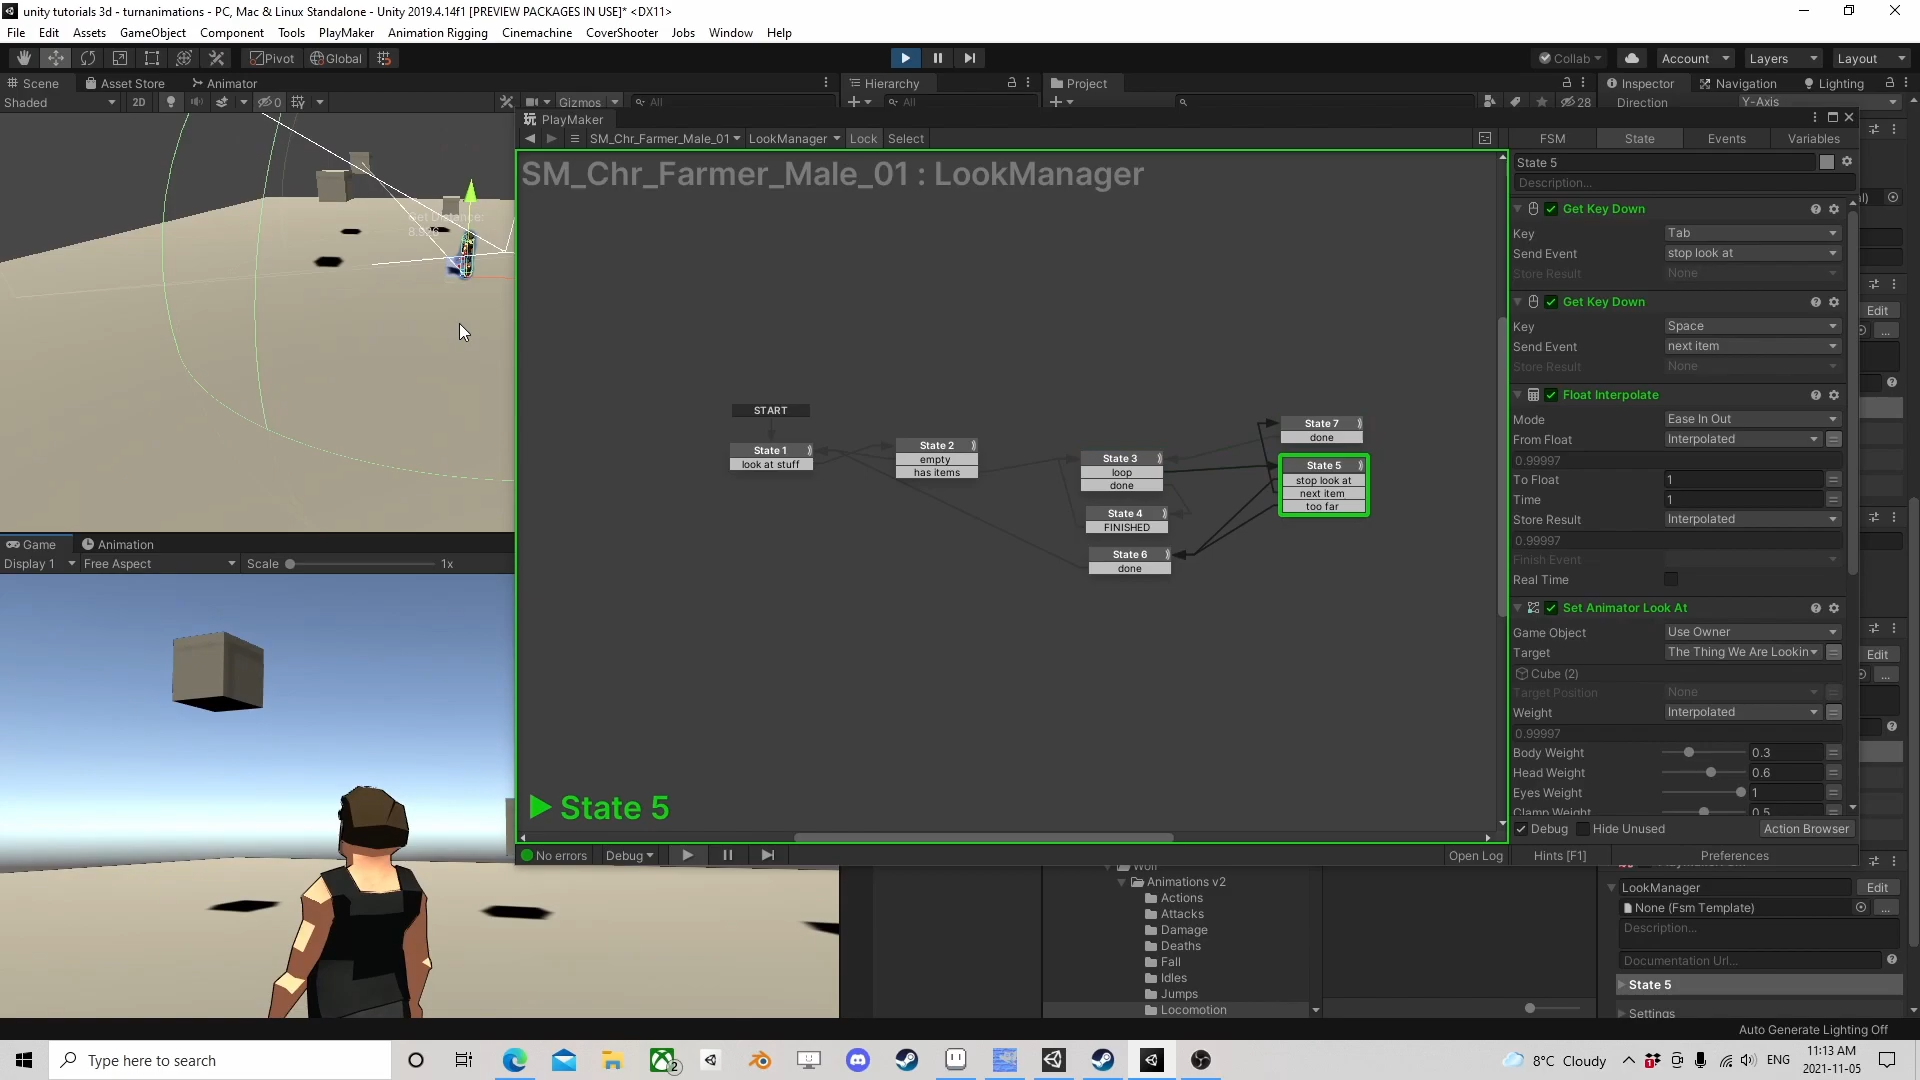 unity tutorials 3d - turnanimations - PC, Mac & Linux Standalone - Unity 2019.4.14f1 [PREVIEW PACKAGES IN USE]* <DX11>
File Edit Assets GameObject Component Tools PlayMaker Animation Rigging Cinemachine CoverShooter Jobs Window Help
Pivot Global Collab Account Layers Layout
Scene Asset Store Animator Hierarchy Project Inspector Navigation Lighting
Shaded 2D 0 Gizmos All All 28 Direction Y-Axis
PlayMaker
SM_Chr_Farmer_Male_01 LookManager Lock Select FSM State Events Variables
SM_Chr_Farmer_Male_01 : LookManager
State 5
Description...
Get Distance:
Get Key Down
Key Tab
Send Event stop look at
Store Result None
Get Key Down
Edit
Key Space
Send Event next item
Store Result None
Float Interpolate
Mode Ease In Out
From Float Interpolated
0.99997
To Float 1
Time 1
Store Result Interpolated
0.99997
Finish Event
Real Time
Set Animator Look At
Game Object Use Owner
Target The Thing We Are Lookin
Edit
Cube (2)
Target Position None
Weight Interpolated
0.99997
Body Weight 0.3
Head Weight 0.6
Eyes Weight 1
Clamp Weight 0.5
Debug Hide Unused Action Browser
Hints [F1] Preferences
START
State 1
look at stuff
State 2
empty
has items
State 3
loop
done
State 4
FINISHED
State 6
done
State 7
done
State 5
stop look at
next item
too far
State 5
No errors Debug Open Log
Game Animation
Display 1 Free Aspect Scale 1x
Animations v2
Actions
Attacks
Damage
Deaths
Fall
Idles
Jumps
Locomotion
LookManager Edit
None (Fsm Template) ...
Description...
Documentation Url...
State 5
Settings
Auto Generate Lighting Off
Type here to search
2
8°C Cloudy
ENG
11:13 AM
2021-11-05